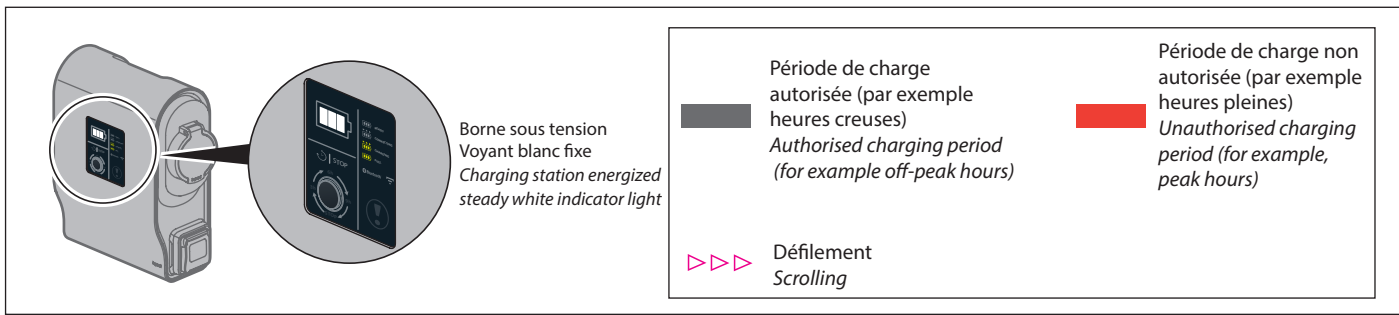 STOP
Borne sous tension
Voyant blanc fixe
Charging station energized
steady white indicator light
Période de charge
autorisée (par exemple
heures creuses)
Authorised charging period
(for example off-peak hours)
Période de charge non
autorisée (par exemple
heures pleines)
Unauthorised charging
period (for example,
peak hours)
Défilement
Scrolling